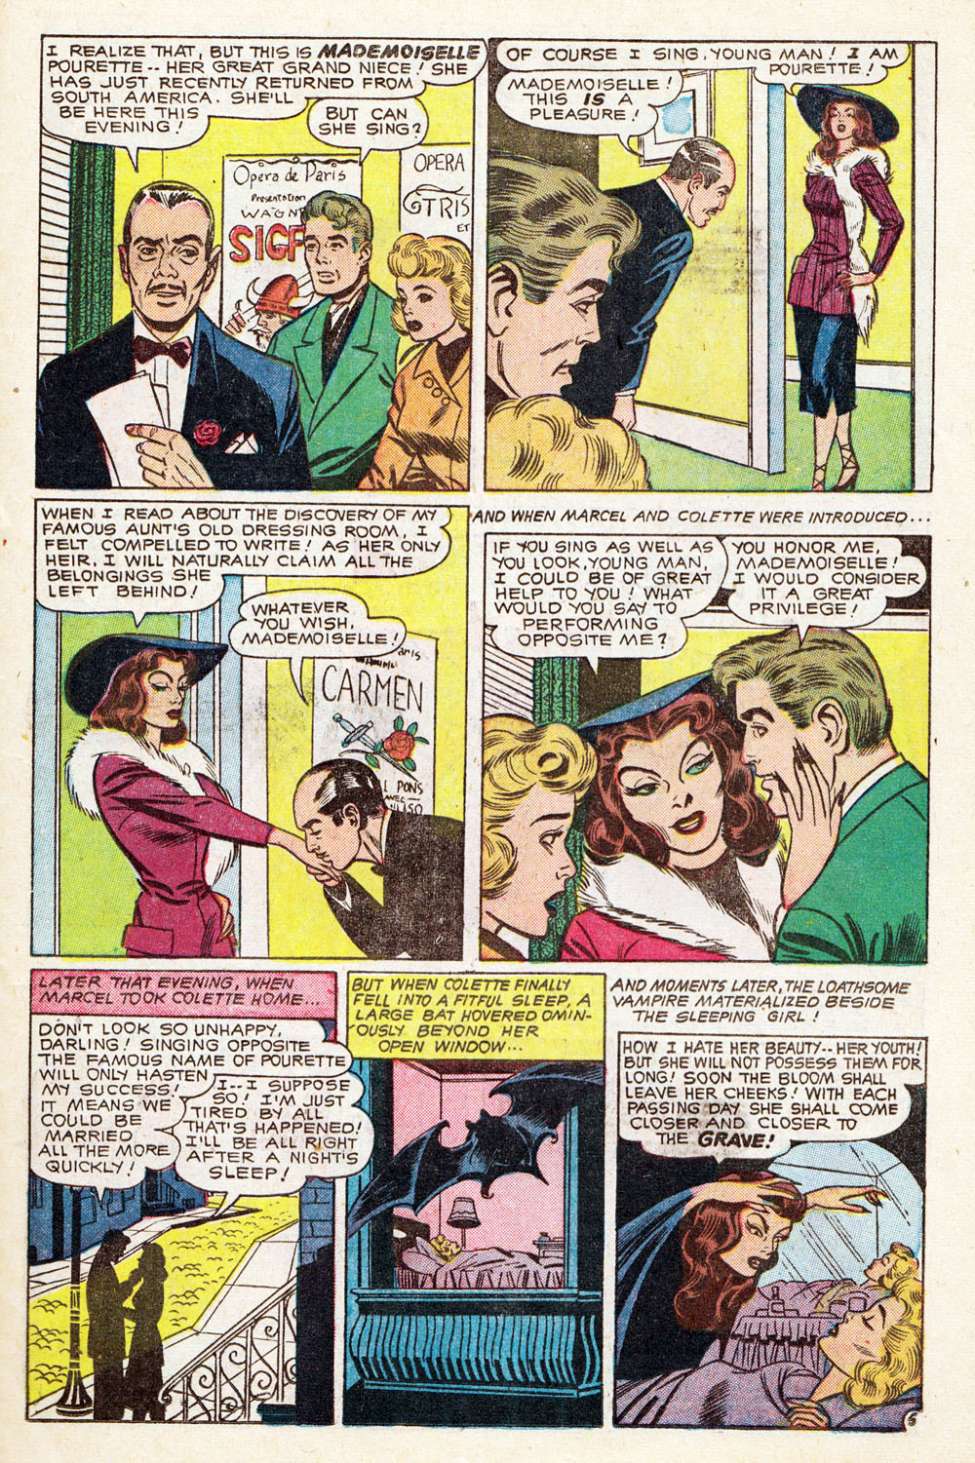 I REALIZE THAT, BUT THIS IS MADEMOISELLE
POURETTE-- HER GREAT GRAND NIECE! SHE
HAS JUST RECENTLY RETURNED FROM
SOUTH AMERICA. SHE'LL
BE HERE THIS
EVENING!
BUT CAN
SHE SING?
Opera de Paris
Presentation
WAGN
SIGF
OPERA
TRIS
ET
OF COURSE I SING, YOUNG MAN! I AM
POURETTE!
MADEMOISELLE!
THIS IS A
PLEASURE!
WHEN I READ ABOUT THE DISCOVERY OF MY
FAMOUS AUNT'S OLD DRESSING ROOM, I
FELT COMPELLED TO WRITE! AS HER ONLY
HEIR, I WILL NATURALLY CLAIM ALL THE
BELONGINGS SHE
LEFT BEHIND!
WHATEVER
YOU WISH,
MADEMOISELLE!
aris
CARMEN
PONS
AND WHEN MARCEL AND COLETTE WERE INTRODUCED...
IF YOU SING AS WELL AS
YOU LOOK, YOUNG MAN,
I COULD BE OF GREAT
HELP TO YOU! WHAT
WOULD YOU SAY TO
PERFORMING
OPPOSITE ME?
YOU HONOR ME,
MADEMOISELLE!
I WOULD CONSIDER
IT A GREAT
PRIVILEGE!
LATER THAT EVENING, WHEN
MARCEL TOOK COLETTE HOME...
DON'T LOOK SO UNHAPPY,
DARLING! SINGING OPPOSITE
THE FAMOUS NAME OF POURETTE
WILL ONLY HASTEN
MY SUCCESS!
IT MEANS WE
COULD BE
MARRIED
ALL THE MORE
QUICKLY!
I-- I SUPPOSE
SO! I'M JUST
TIRED BY ALL
THAT'S HAPPENED!
I'LL BE ALL RIGHT
AFTER A NIGHT'S
SLEEP!
BUT WHEN COLETTE FINALLY
FELL INTO A FITFUL SLEEP, A
LARGE BAT HOVERED OMIN-
OUSLY BEYOND HER
OPEN WINDOW...
AND MOMENTS LATER, THE LOATHSOME
VAMPIRE MATERIALIZED BESIDE
THE SLEEPING GIRL!
HOW I HATE HER BEAUTY-- HER YOUTH!
BUT SHE WILL NOT POSSESS THEM FOR
LONG! SOON THE BLOOM SHALL
LEAVE HER CHEEKS! WITH EACH
PASSING DAY SHE SHALL COME
CLOSER AND CLOSER TO
THE GRAVE!
5